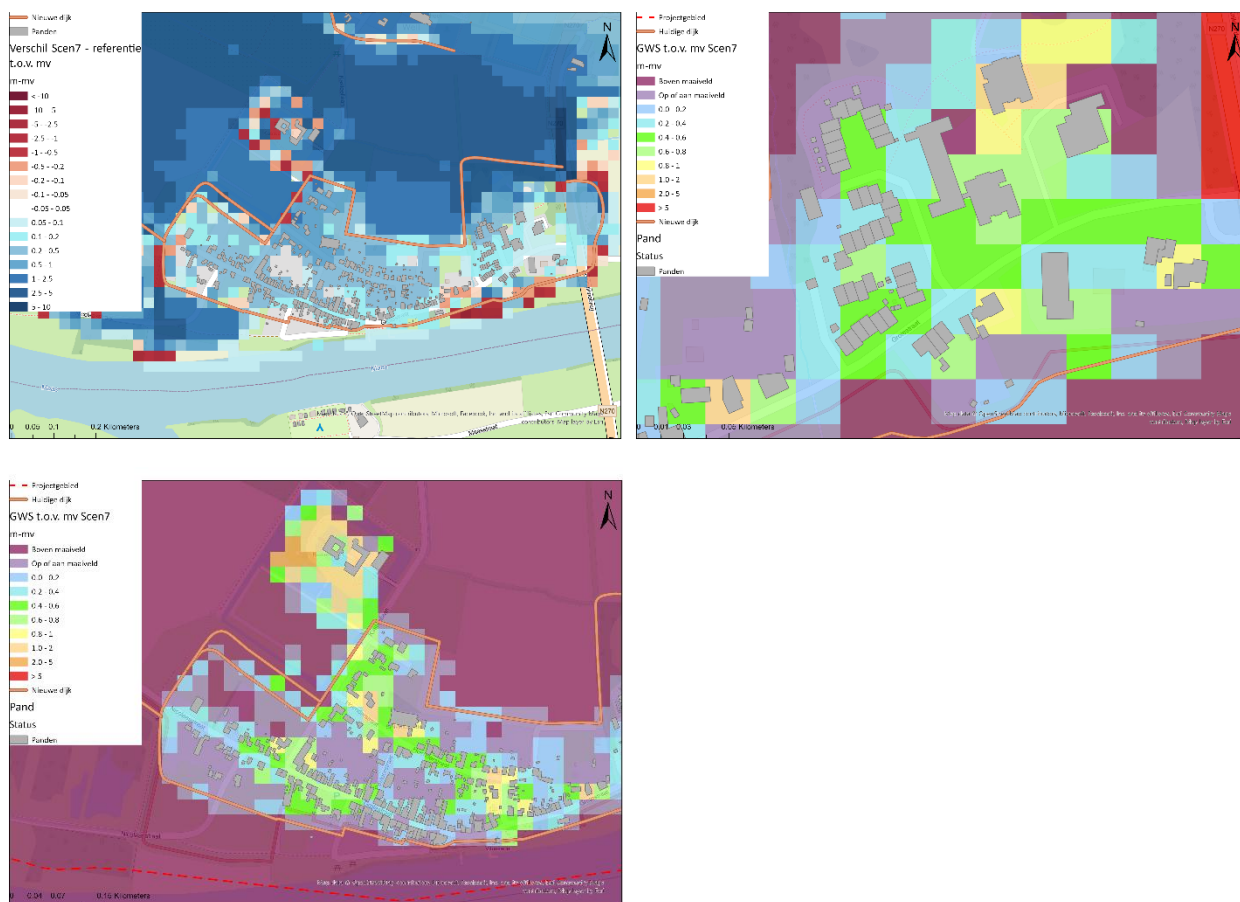 Nieuwe dijk
Panden
Verschil Scen7 - referentie
t.o.v. mv
m-mv
< -10
-10 - -5
-5 - -2.5
-2.5 - -1
-1 - -0.5
-0.5 - -0.2
-0.2 - -0.1
-0.1 - -0.05
-0.05 - 0.05
0.05 - 0.1
0.1 - 0.2
0.2 - 0.5
0.5 - 1
1 - 2.5
2.5 - 5
5 - 10
N
N270
0 0.05 0.1 0.2 Kilometers
Projectgebied
Huidige dijk
GWS t.o.v. mv Scen7
m-mv
Boven maaiveld
Op of aan maaiveld
0.0 - 0.2
0.2 - 0.4
0.4 - 0.6
0.6 - 0.8
0.8 - 1
1.0 - 2
2.0 - 5
> 5
Nieuwe dijk
Pand
Status
Panden
N
N270
Kilometers
Projectgebied
Huidige dijk
GWS t.o.v. mv Scen7
m-mv
Boven maaiveld
Op of aan maaiveld
0.0 - 0.2
0.2 - 0.4
0.4 - 0.6
0.6 - 0.8
0.8 - 1
1.0 - 2
2.0 - 5
> 5
Nieuwe dijk
Pand
Status
Panden
N
0 0.04 0.07 Kilometers